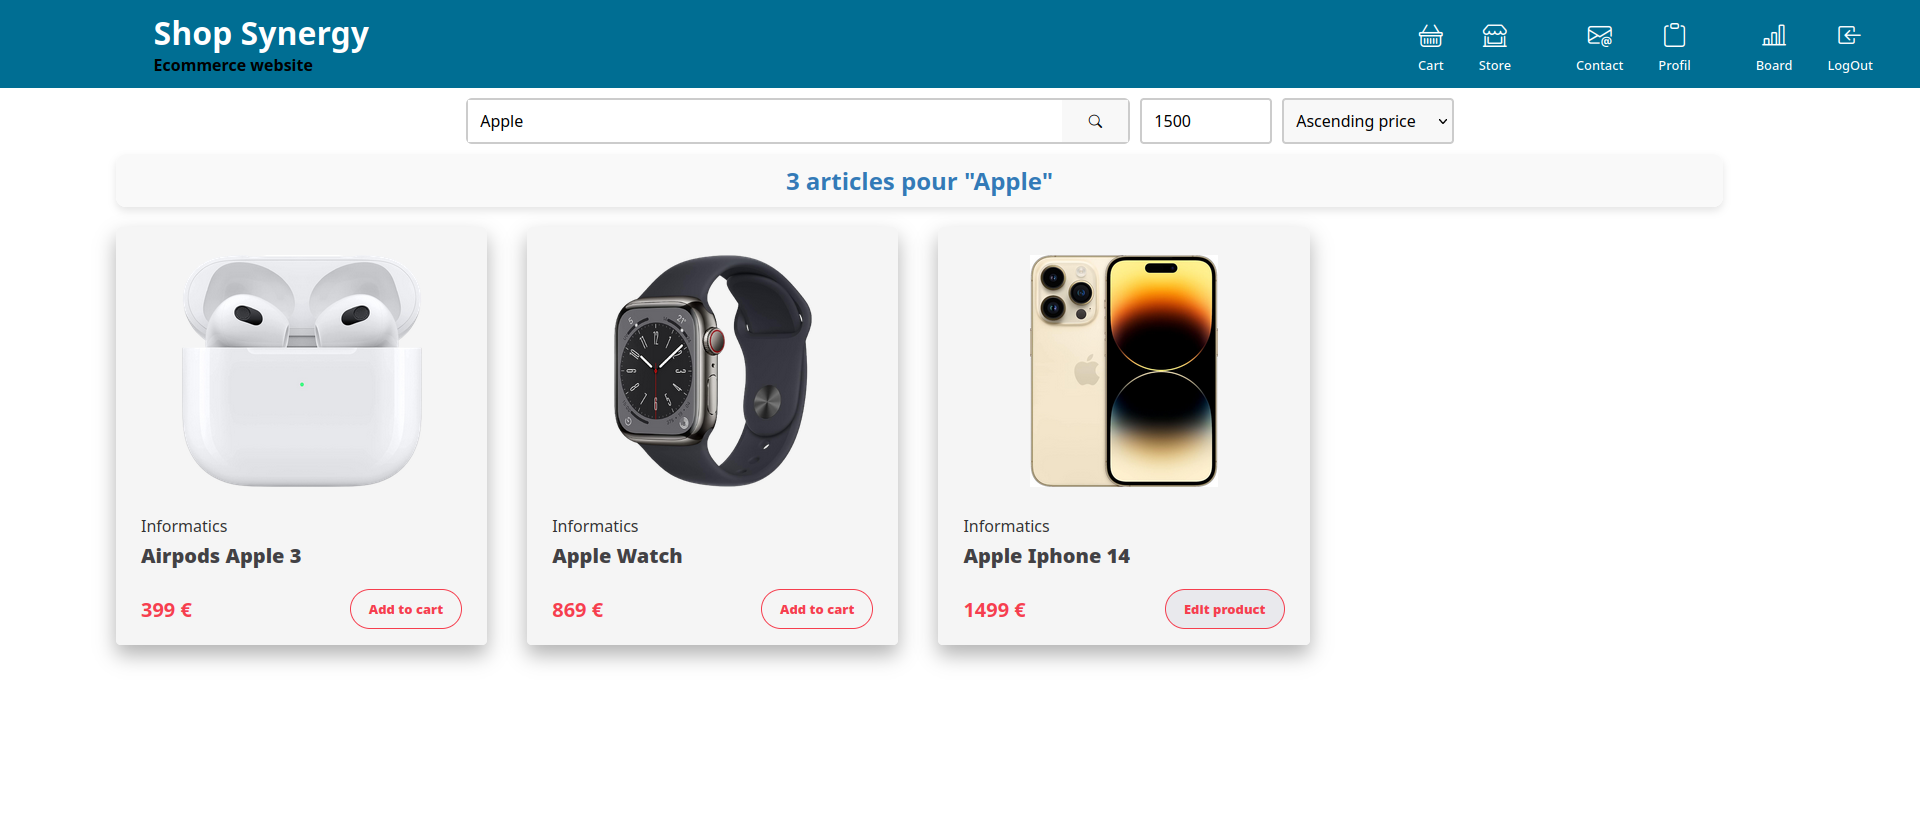 Shop Synergy
Ecommerce website
Cart
Store
Contact
Profil
Board
LogOut
Apple
1500
Ascending price
3 articles pour "Apple"
Informatics
Airpods Apple 3
399 €
Add to cart
Informatics
Apple Watch
869 €
Add to cart
Informatics
Apple Iphone 14
1499 €
Edit product